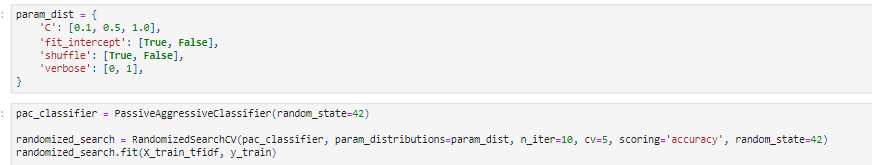 param_dist = {
'C': [0.1, 0.5, 1.0],
'fit_intercept': [True, False],
'shuffle': [True, False],
'verbose': [0, 1],
}
pac_classifier = PassiveAggressiveClassifier(random_state=42)
randomized_search = RandomizedSearchCV(pac_classifier, param_distributions=param_dist, n_iter=10, cv=5, scoring='accuracy', random_state=42)
randomized_search.fit(X_train_tfidf, y_train)